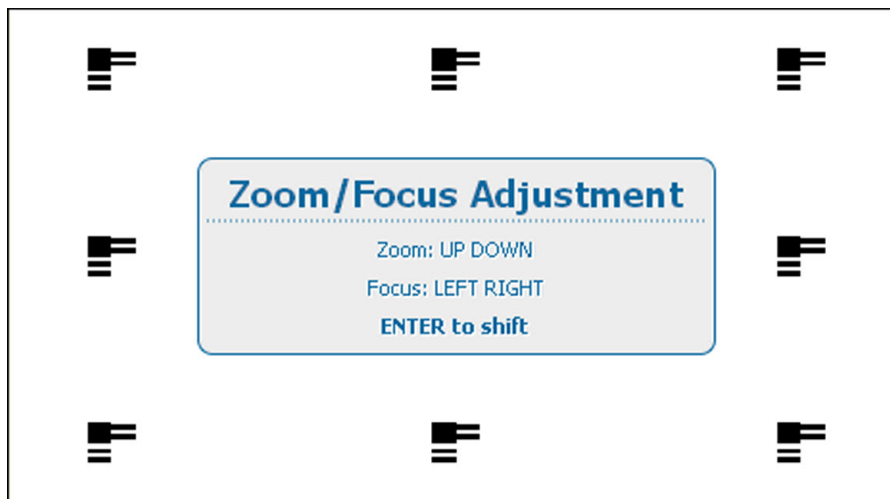 Zoom/Focus Adjustment
Zoom: UP DOWN
Focus: LEFT RIGHT
ENTER to shift